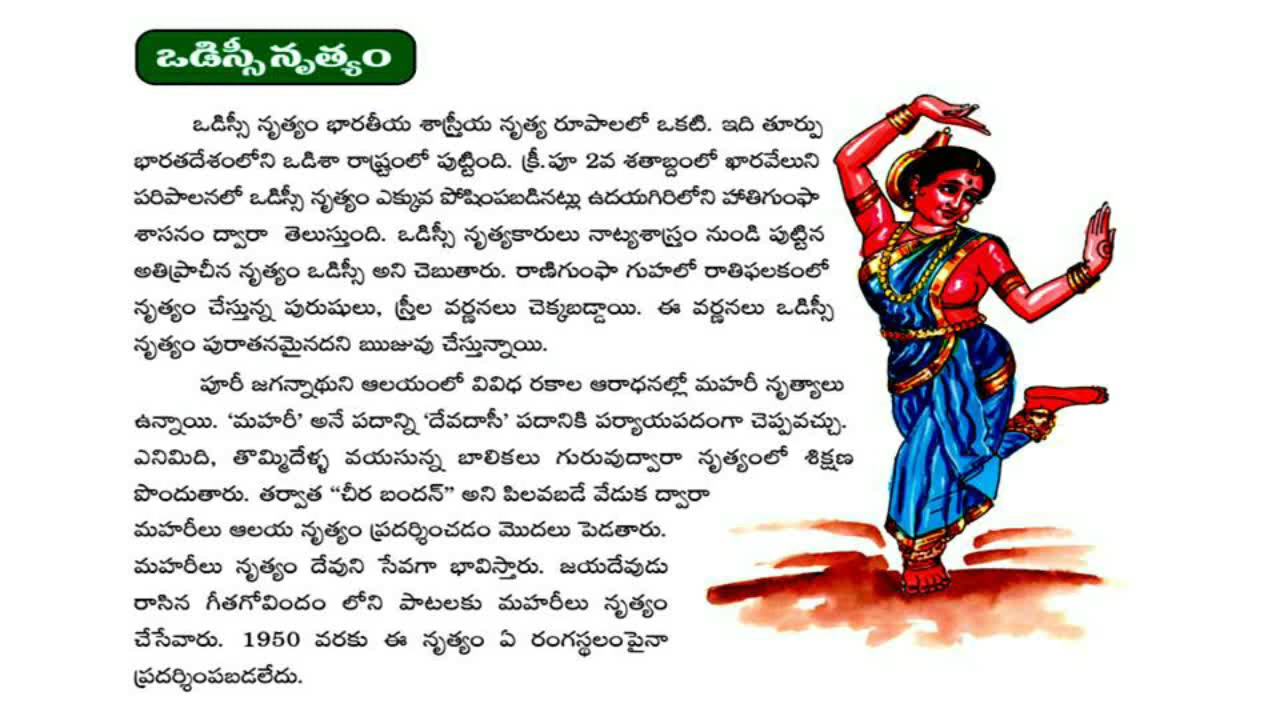 ఒడిస్సీ నృత్యం
ఒడిస్సీ నృత్యం భారతీయ శాస్త్రీయ నృత్య రూపాలలో ఒకటి. ఇది తూర్పు
భారతదేశంలోని ఒడిశా రాష్ట్రంలో పుట్టింది. క్రీ.పూ 2వ శతాబ్దంలో ఖారవేలుని
పరిపాలనలో ఒడిస్సీ నృత్యం ఎక్కువ పోషింపబడినట్లు ఉదయగిరిలోని హాతిగుంఫా
శాసనం ద్వారా తెలుస్తుంది. ఒడిస్సీ నృత్యకారులు నాట్యశాస్త్రం నుండి పుట్టిన
అతిప్రాచీన నృత్యం ఒడిస్సీ అని చెబుతారు. రాణిగుంఫా గుహలో రాతిఫలకంలో
నృత్యం చేస్తున్న పురుషులు, స్త్రీల వర్ణనలు చెక్కబడ్డాయి. ఈ వర్ణనలు ఒడిస్సీ
నృత్యం పురాతనమైనదని ఋజువు చేస్తున్నాయి.
పూరీ జగన్నాథుని ఆలయంలో వివిధ రకాల ఆరాధనల్లో మహరీ నృత్యాలు
ఉన్నాయి. ‘మహరీ’ అనే పదాన్ని ‘దేవదాసీ’ పదానికి పర్యాయపదంగా చెప్పవచ్చు.
ఎనిమిది, తొమ్మిదేళ్ళ వయసున్న బాలికలు గురువుద్వారా నృత్యంలో శిక్షణ
పొందుతారు. తర్వాత “చీర బందన్” అని పిలవబడే వేడుక ద్వారా
మహరీలు ఆలయ నృత్యం ప్రదర్శించడం మొదలు పెడతారు.
మహరీలు నృత్యం దేవుని సేవగా భావిస్తారు. జయదేవుడు
రాసిన గీతగోవిందం లోని పాటలకు మహరీలు నృత్యం
చేసేవారు. 1950 వరకు ఈ నృత్యం ఏ రంగస్థలంపైనా
ప్రదర్శింపబడలేదు.